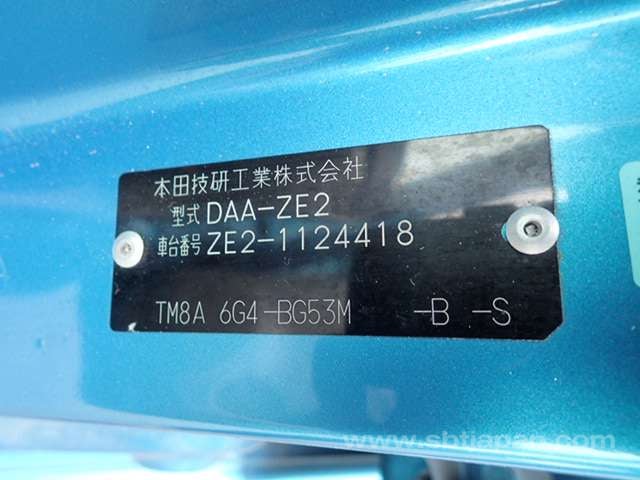 本田技研工業株式会社
型式 DAA-ZE2
車台番号 ZE2-1124418
TM8A 6G4-BG53M -B -S
www.sbtjapan.com